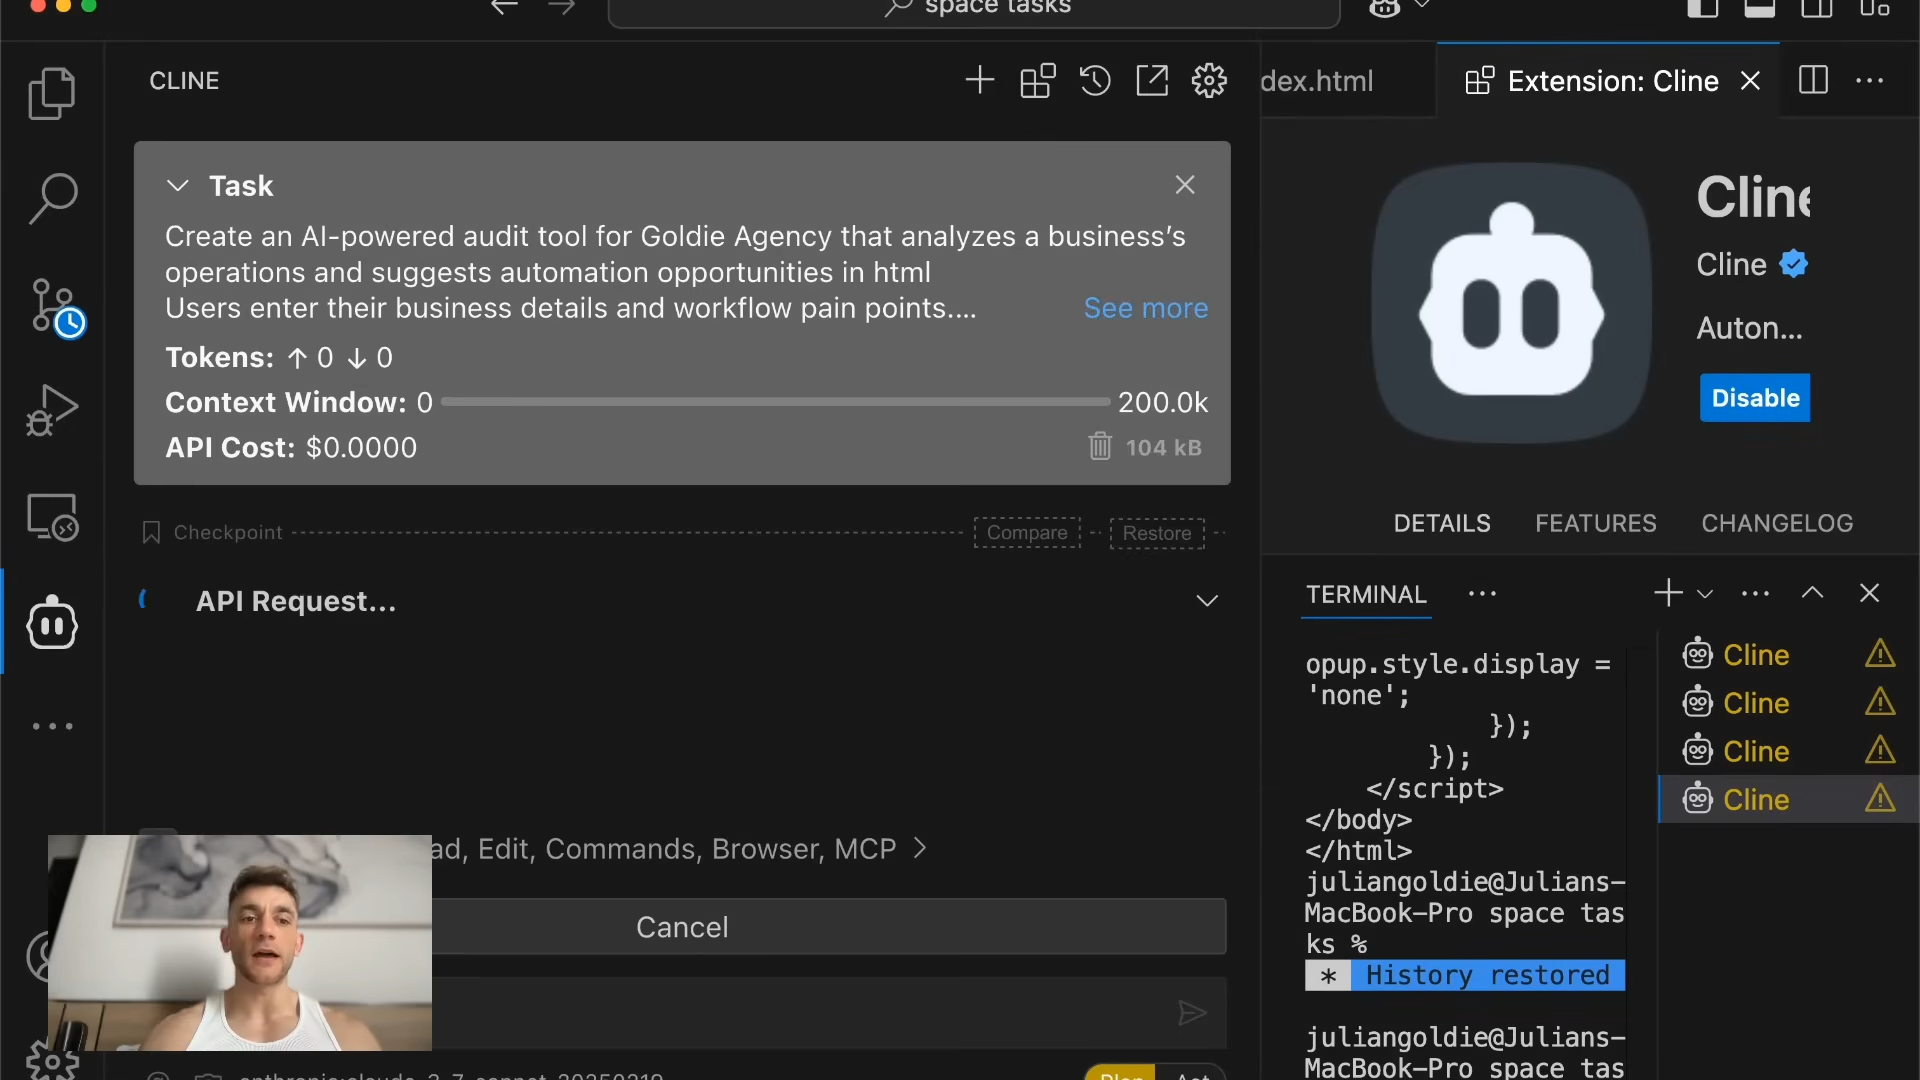 space tasks
CLINE
dex.html
Extension: Cline
Task
Create an AI-powered audit tool for Goldie Agency that analyzes a business’s
operations and suggests automation opportunities in html
Users enter their business details and workflow pain points....
See more
Tokens: ↑ 0 ↓ 0
Context Window: 0 200.0k
API Cost: $0.0000
104 kB
Checkpoint
Compare
Restore
API Request...
ad, Edit, Commands, Browser, MCP >
Cancel
Cline
Cline
Auton...
Disable
DETAILS
FEATURES
CHANGELOG
TERMINAL
opup.style.display =
'none';
});
});
</script>
</body>
</html>
juliangoldie@Julians-
MacBook-Pro space tas
ks %
* History restored
juliangoldie@Julians-
MacBook-Pro space tas
Cline
Cline
Cline
Cline
Plan
Act